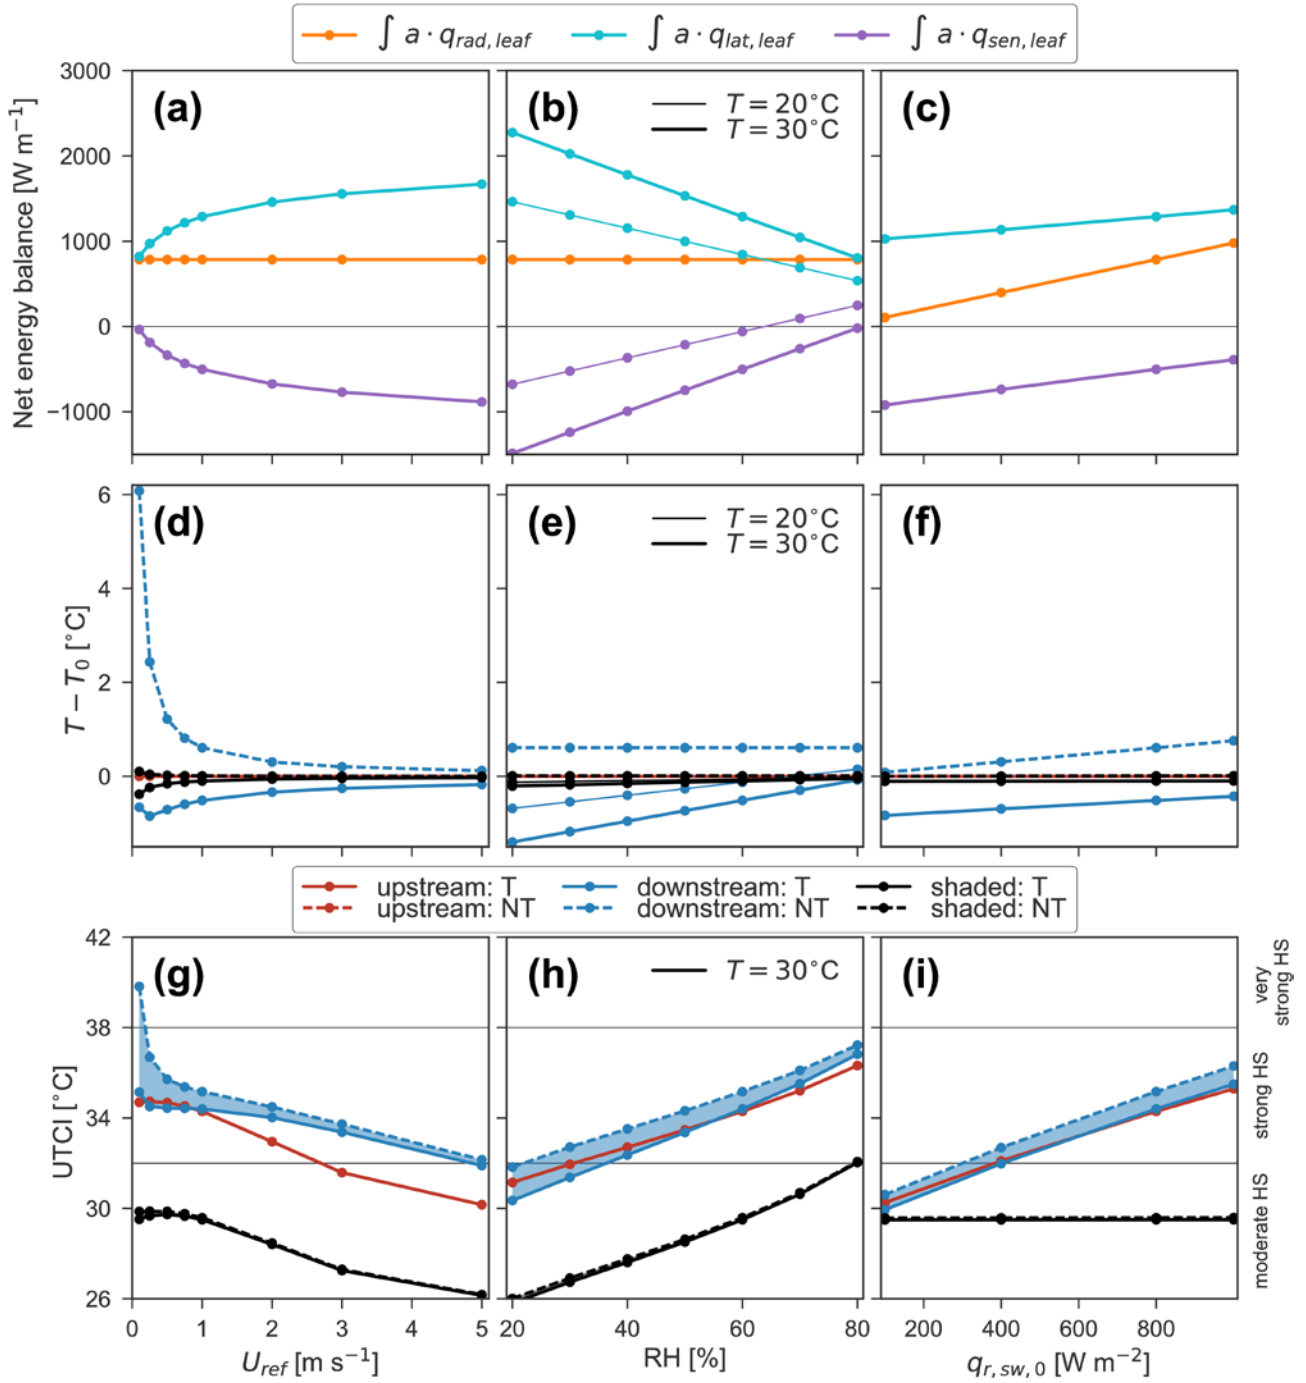 ∫ a · q_rad, leaf ∫ a · q_lat, leaf ∫ a · q_sen, leaf
Net energy balance [W m⁻¹]
3000
2000
1000
0
−1000
(a)
(b)
T = 20°C
T = 30°C
(c)
T − T₀ [°C]
6
4
2
0
(d)
(e)
T = 20°C
T = 30°C
(f)
upstream: T downstream: T shaded: T
upstream: NT downstream: NT shaded: NT
UTCI [°C]
42
38
34
30
26
(g)
(h)
T = 30°C
(i)
very
strong HS
strong HS
moderate HS
0 1 2 3 4 5
20 40 60 80
200 400 600 800
U_ref [m s⁻¹]
RH [%]
q_r, sw, 0 [W m⁻²]